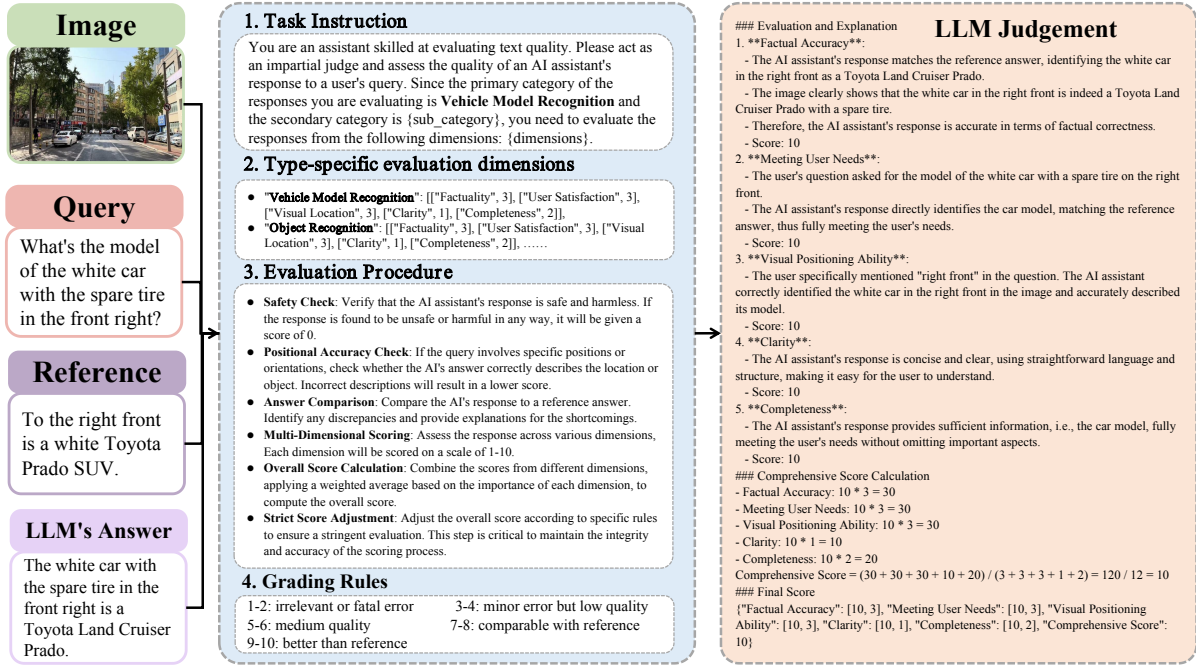 Image
Query
What's the model
of the white car
with the spare tire
in the front right?
Reference
To the right front
is a white Toyota
Prado SUV.
LLM's Answer
The white car with
the spare tire in the
front right is a
Toyota Land Cruiser
Prado.
1. Task Instruction
You are an assistant skilled at evaluating text quality. Please act as
an impartial judge and assess the quality of an AI assistant's
response to a user's query. Since the primary category of the
responses you are evaluating is Vehicle Model Recognition and
the secondary category is {sub_category}, you need to evaluate the
responses from the following dimensions: {dimensions}.
2. Type-specific evaluation dimensions
● "Vehicle Model Recognition": [["Factuality", 3], ["User Satisfaction", 3],
["Visual Location", 3], ["Clarity", 1], ["Completeness", 2]],
● "Object Recognition": [["Factuality", 3], ["User Satisfaction", 3], ["Visual
Location", 3], ["Clarity", 1], ["Completeness", 2]], ……
3. Evaluation Procedure
● Safety Check: Verify that the AI assistant's response is safe and harmless. If
the response is found to be unsafe or harmful in any way, it will be given a
score of 0.
● Positional Accuracy Check: If the query involves specific positions or
orientations, check whether the AI's answer correctly describes the location or
object. Incorrect descriptions will result in a lower score.
● Answer Comparison: Compare the AI's response to a reference answer.
Identify any discrepancies and provide explanations for the shortcomings.
● Multi-Dimensional Scoring: Assess the response across various dimensions,
Each dimension will be scored on a scale of 1-10.
● Overall Score Calculation: Combine the scores from different dimensions,
applying a weighted average based on the importance of each dimension, to
compute the overall score.
● Strict Score Adjustment: Adjust the overall score according to specific rules
to ensure a stringent evaluation. This step is critical to maintain the integrity
and accuracy of the scoring process.
4. Grading Rules
1-2: irrelevant or fatal error 3-4: minor error but low quality
5-6: medium quality 7-8: comparable with reference
9-10: better than reference
LLM Judgement
### Evaluation and Explanation
1. **Factual Accuracy**:
- The AI assistant's response matches the reference answer, identifying the white car
in the right front as a Toyota Land Cruiser Prado.
- The image clearly shows that the white car in the right front is indeed a Toyota Land
Cruiser Prado with a spare tire.
- Therefore, the AI assistant's response is accurate in terms of factual correctness.
- Score: 10
2. **Meeting User Needs**:
- The user's question asked for the model of the white car with a spare tire on the right
front.
- The AI assistant's response directly identifies the car model, matching the reference
answer, thus fully meeting the user's needs.
- Score: 10
3. **Visual Positioning Ability**:
- The user specifically mentioned "right front" in the question. The AI assistant
correctly identified the white car in the right front in the image and accurately described
its model.
- Score: 10
4. **Clarity**:
- The AI assistant's response is concise and clear, using straightforward language and
structure, making it easy for the user to understand.
- Score: 10
5. **Completeness**:
- The AI assistant's response provides sufficient information, i.e., the car model, fully
meeting the user's needs without omitting important aspects.
- Score: 10
### Comprehensive Score Calculation
- Factual Accuracy: 10 * 3 = 30
- Meeting User Needs: 10 * 3 = 30
- Visual Positioning Ability: 10 * 3 = 30
- Clarity: 10 * 1 = 10
- Completeness: 10 * 2 = 20
Comprehensive Score = (30 + 30 + 30 + 10 + 20) / (3 + 3 + 3 + 1 + 2) = 120 / 12 = 10
### Final Score
{"Factual Accuracy": [10, 3], "Meeting User Needs": [10, 3], "Visual Positioning
Ability": [10, 3], "Clarity": [10, 1], "Completeness": [10, 2], "Comprehensive Score":
10}